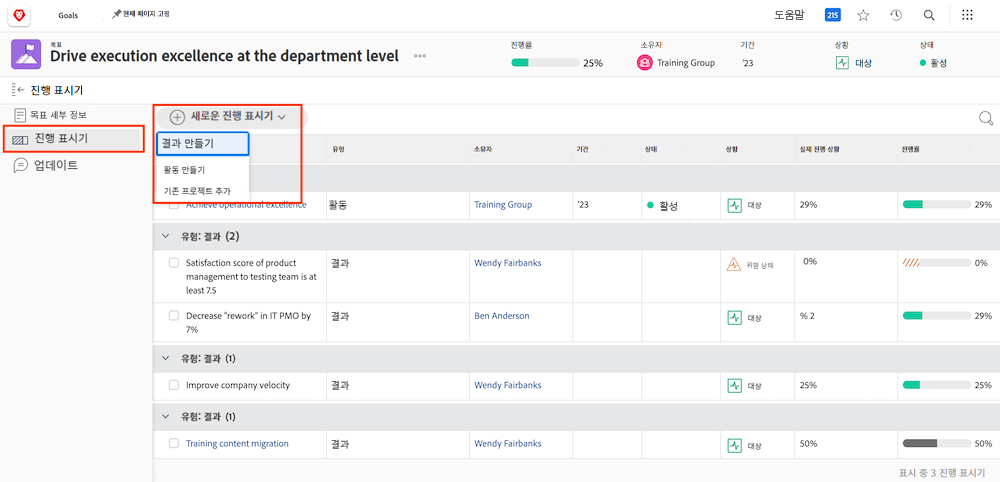 Goals
현재 페이지 고정
도움말
215
목표
Drive execution excellence at the department level
진행률
25%
소유자
Training Group
기간
'23
상황
대상
상태
활성
진행 표시기
목표 세부 정보
진행 표시기
업데이트
새로운 진행 표시기
결과 만들기
활동 만들기
기존 프로젝트 추가
유형
소유자
기간
상태
상황
실제 진행 상황
진행률
Achieve operational excellence
활동
Training Group
'23
활성
대상
29%
29%
유형: 결과 (2)
Satisfaction score of product
management to testing team is at
least 7.5
결과
Wendy Fairbanks
위험 상태
0%
0%
Decrease "rework" in IT PMO by
7%
결과
Ben Anderson
대상
% 2
29%
유형: 결과 (1)
Improve company velocity
결과
Wendy Fairbanks
대상
25%
25%
유형: 결과 (1)
Training content migration
결과
Wendy Fairbanks
대상
50%
50%
표시 중 3 진행 표시기